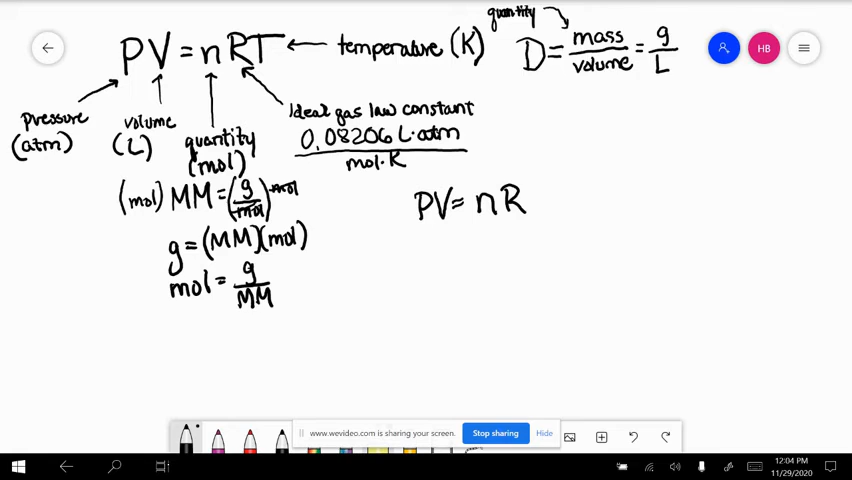 quantity
PV = nRT ← temperature (K)
D = mass/volume = g/L
HB
pressure
(atm)
volume
(L)
quantity
(mol)
Ideal gas law constant
0.08206 L·atm
mol·K
(mol) MM = (g/mol) mol
PV = nR
g = (MM)(mol)
mol = g/MM
www.wevideo.com is sharing your screen.
Stop sharing
Hide
12:04 PM
11/29/2020